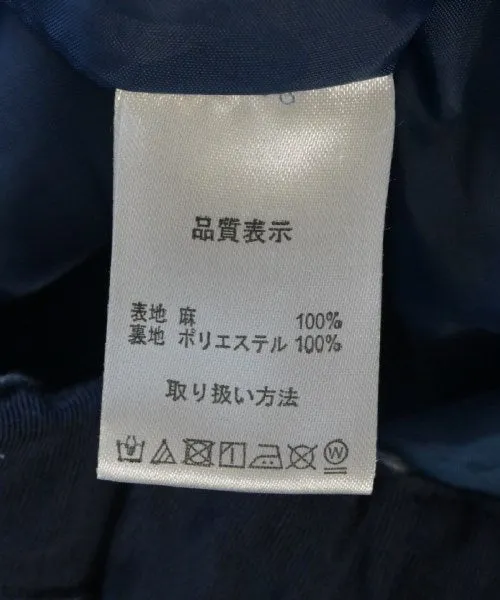 品質表示
表地 麻 100%
裏地 ポリエステル 100%
取り扱い方法
W